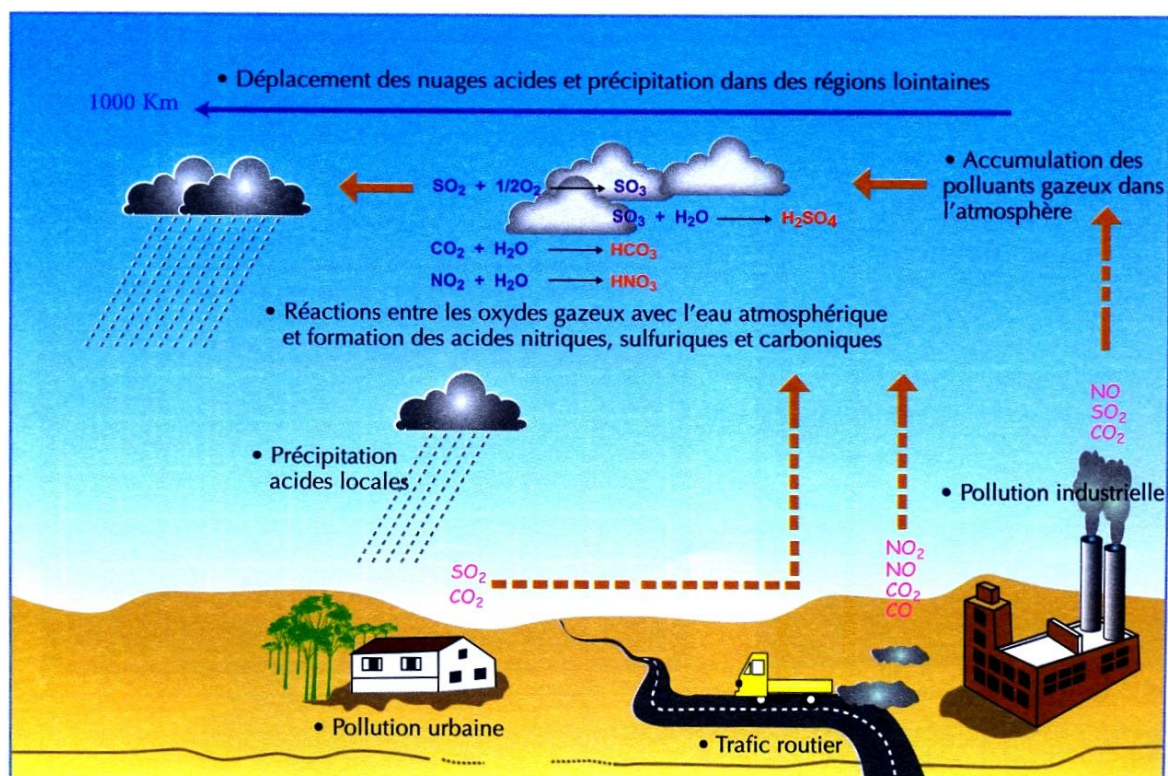 • Déplacement des nuages acides et précipitation dans des régions lointaines
1000 Km
• Accumulation des
polluants gazeux dans
l'atmosphère
SO₂ + 1/2O₂ → SO₃
SO₃ + H₂O → H₂SO₄
CO₂ + H₂O → HCO₃
NO₂ + H₂O → HNO₃
• Réactions entre les oxydes gazeux avec l'eau atmosphérique
et formation des acides nitriques, sulfuriques et carboniques
NO
SO₂
CO₂
• Précipitation
acides locales
• Pollution industrielle
SO₂
CO₂
NO₂
NO
CO₂
CO
• Pollution urbaine
• Trafic routier